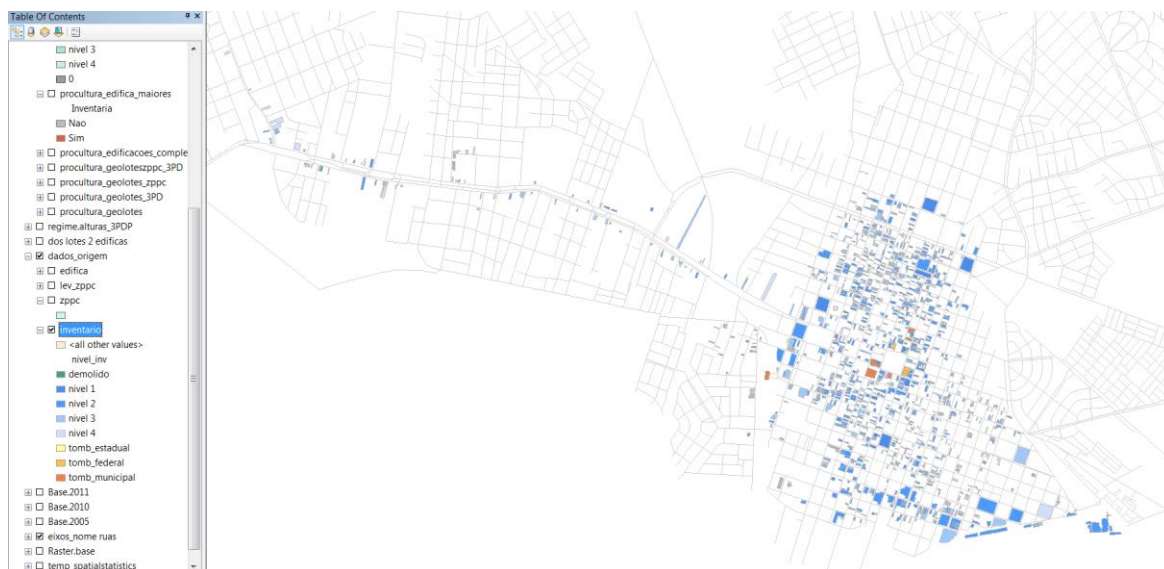 Table Of Contents
nivel 3
nivel 4
0
procultura_edifica_maiores
Inventaria
Nao
Sim
procultura_edificacoes_comple
procultura_geoloteszppc_3PD
procultura_geolotes_zppc
procultura_geolotes_3PD
procultura_geolotes
regime.alturas_3PDP
dos lotes 2 edificas
dados_origem
edifica
lev_zppc
zppc
inventario
<all other values>
nivel_inv
demolido
nivel 1
nivel 2
nivel 3
nivel 4
tomb_estadual
tomb_federal
tomb_municipal
Base.2011
Base.2010
Base.2005
eixos_nome ruas
Raster.base
temp_spatialstatistics